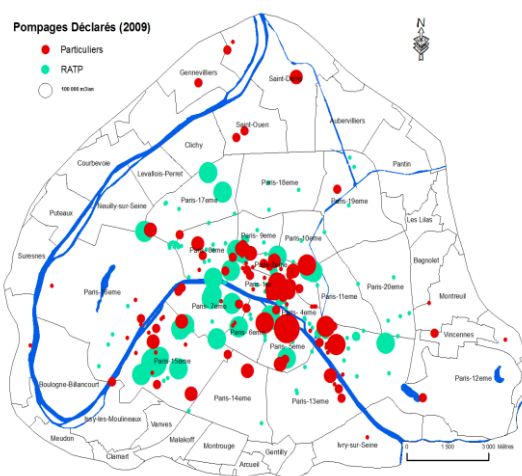 Pompages Déclarés (2009)
Particuliers
RATP
100 000 m3/an
N
Gennevilliers
Saint-Denis
Aubervilliers
Saint-Ouen
Clichy
Courbevoie
Levallois-Perret
Pantin
Paris-18eme
Paris-17eme
Paris-19eme
Neuilly-sur-Seine
Puteaux
Les Lilas
Paris-9eme
Paris-10eme
Suresnes
Bagnolet
Paris-20eme
Montreuil
Paris-11eme
Paris-7eme
Paris-4eme
Paris-6eme
Vincennes
Paris-5eme
Paris-15eme
Paris-12eme
Boulogne-Billancourt
Paris-14eme
Paris-13eme
Issy-les-Moulineaux
Vanves
Meudon
Malakoff
Montrouge
Gentilly
Ivry-sur-Seine
Clamart
Arcueil
0 1 500 3 000 Mètres